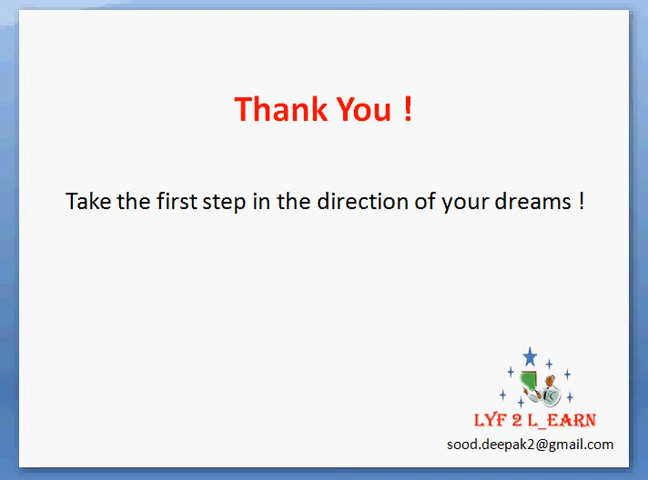 Thank You !
Take the first step in the direction of your dreams !
LYF 2 L_EARN
sood.deepak2@gmail.com